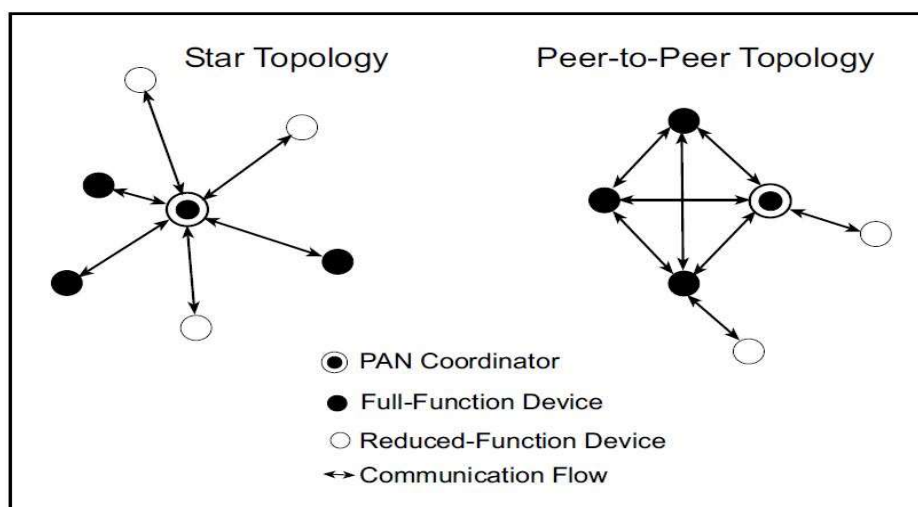 Star Topology
Peer-to-Peer Topology
PAN Coordinator
Full-Function Device
Reduced-Function Device
Communication Flow